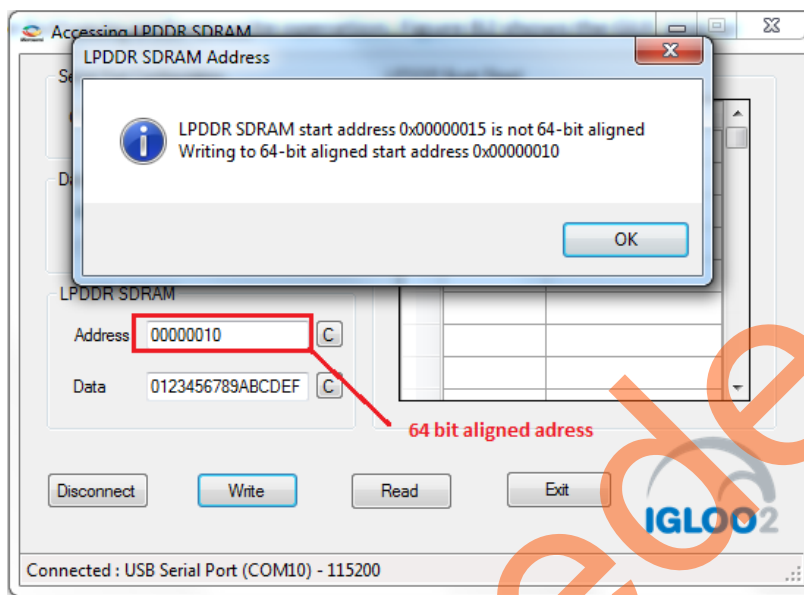 Accessing LPDDR SDRAM
LPDDR SDRAM Address
LPDDR SDRAM start address 0x00000015 is not 64-bit aligned
Writing to 64-bit aligned start address 0x00000010
OK
LPDDR SDRAM
Address 00000010 C
Data 0123456789ABCDEF C
64 bit aligned adress
Disconnect Write Read Exit
IGLOO2
Connected : USB Serial Port (COM10) - 115200